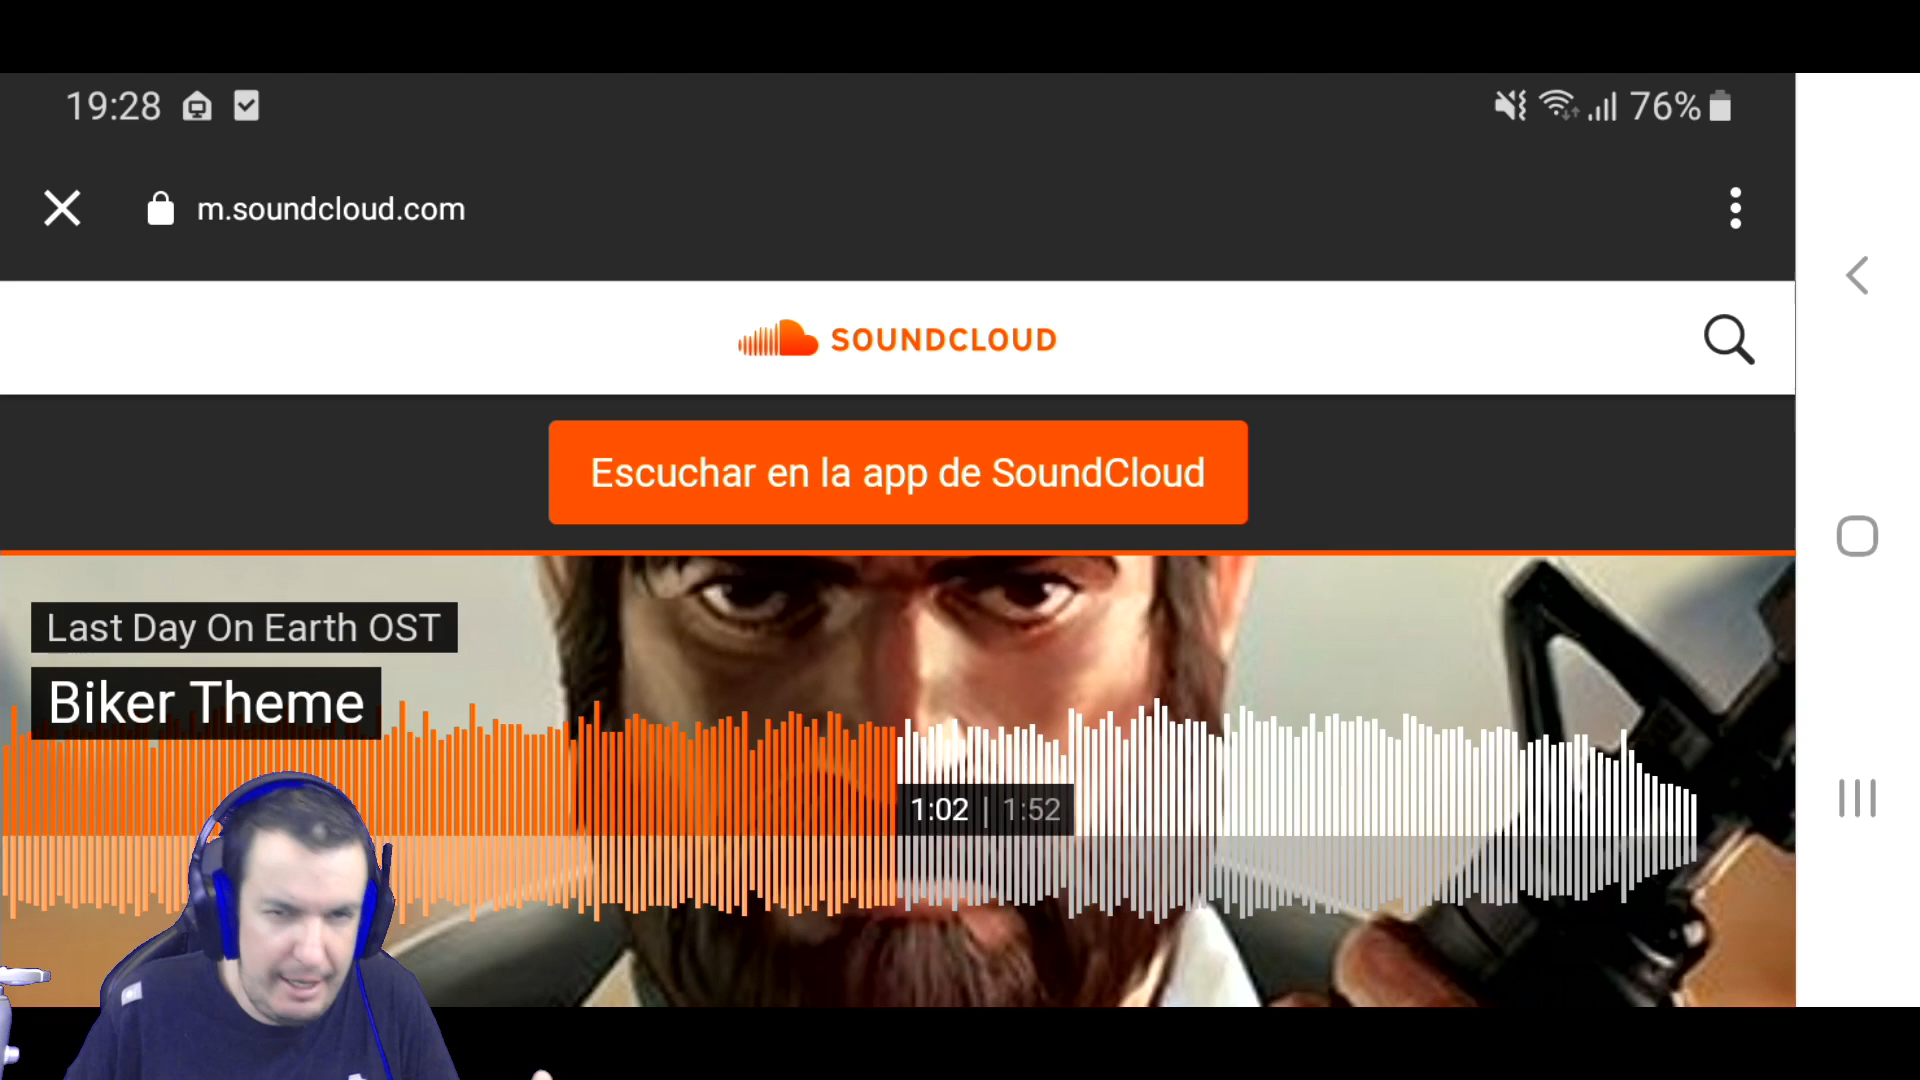 19:28
76%
m.soundcloud.com
SOUNDCLOUD
Escuchar en la app de SoundCloud
Last Day On Earth OST
Biker Theme
1:02 | 1:52